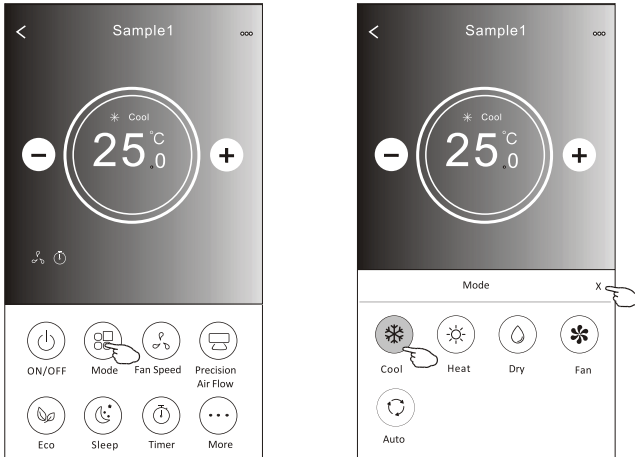 Sample1
Cool
25.0°C
ON/OFF Mode Fan Speed Precision Air Flow
Eco Sleep Timer More
Sample1
Cool
25.0°C
Mode X
Cool Heat Dry Fan
Auto